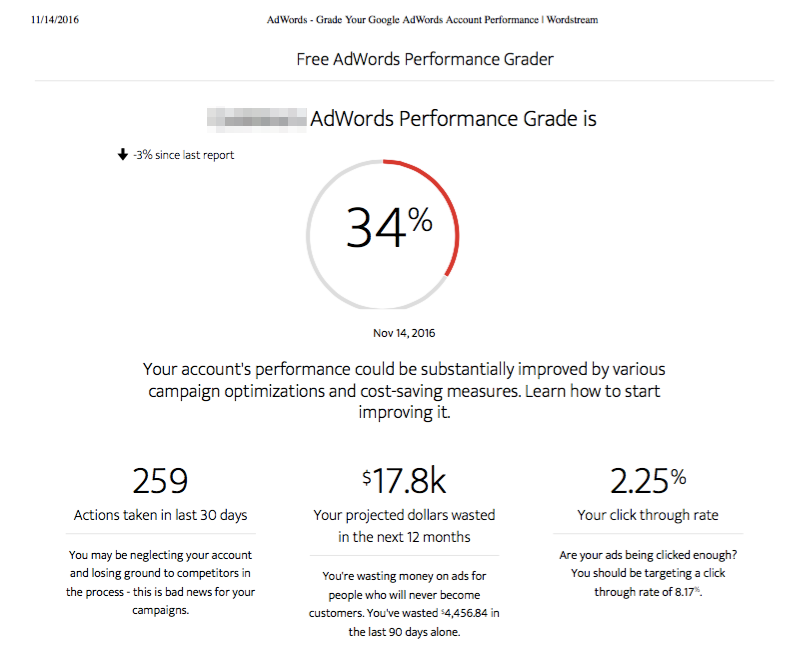 11/14/2016 AdWords - Grade Your Google AdWords Account Performance | Wordstream
Free AdWords Performance Grader
AdWords Performance Grade is
-3% since last report
34%
Nov 14, 2016
Your account's performance could be substantially improved by various
campaign optimizations and cost-saving measures. Learn how to start
improving it.
259
Actions taken in last 30 days
You may be neglecting your account
and losing ground to competitors in
the process - this is bad news for your
campaigns.
$17.8k
Your projected dollars wasted
in the next 12 months
You're wasting money on ads for
people who will never become
customers. You've wasted $4,456.84 in
the last 90 days alone.
2.25%
Your click through rate
Are your ads being clicked enough?
You should be targeting a click
through rate of 8.17%.